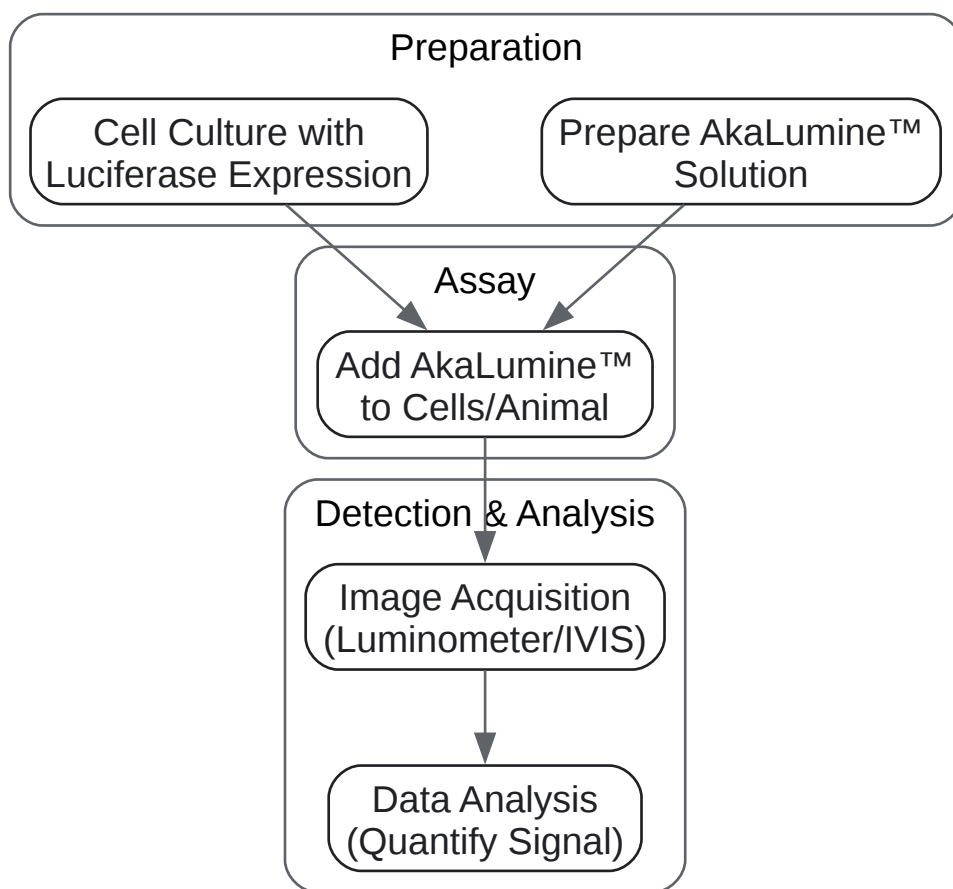 Preparation
Cell Culture with
Luciferase Expression
Prepare AkaLumine™
Solution
Assay
Add AkaLumine™
to Cells/Animal
Detection & Analysis
Image Acquisition
(Luminometer/IVIS)
Data Analysis
(Quantify Signal)